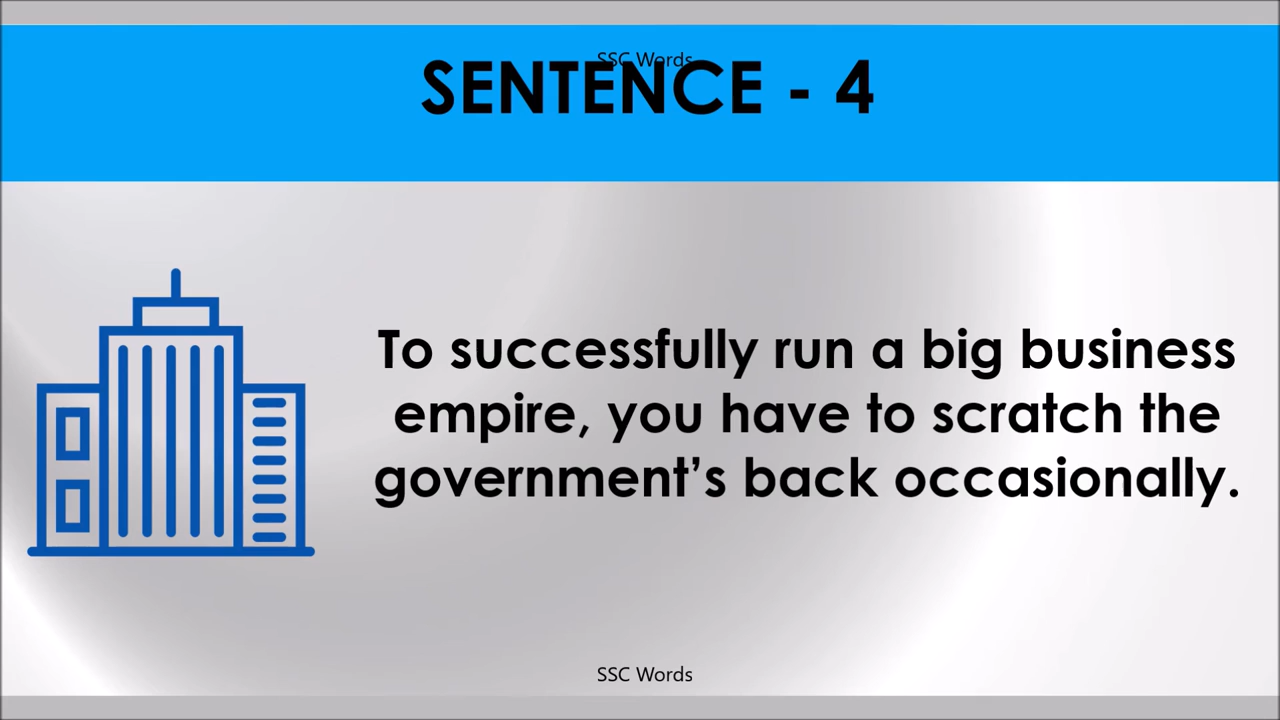 SSC Words
SENTENCE - 4
To successfully run a big business
empire, you have to scratch the
government’s back occasionally.
SSC Words